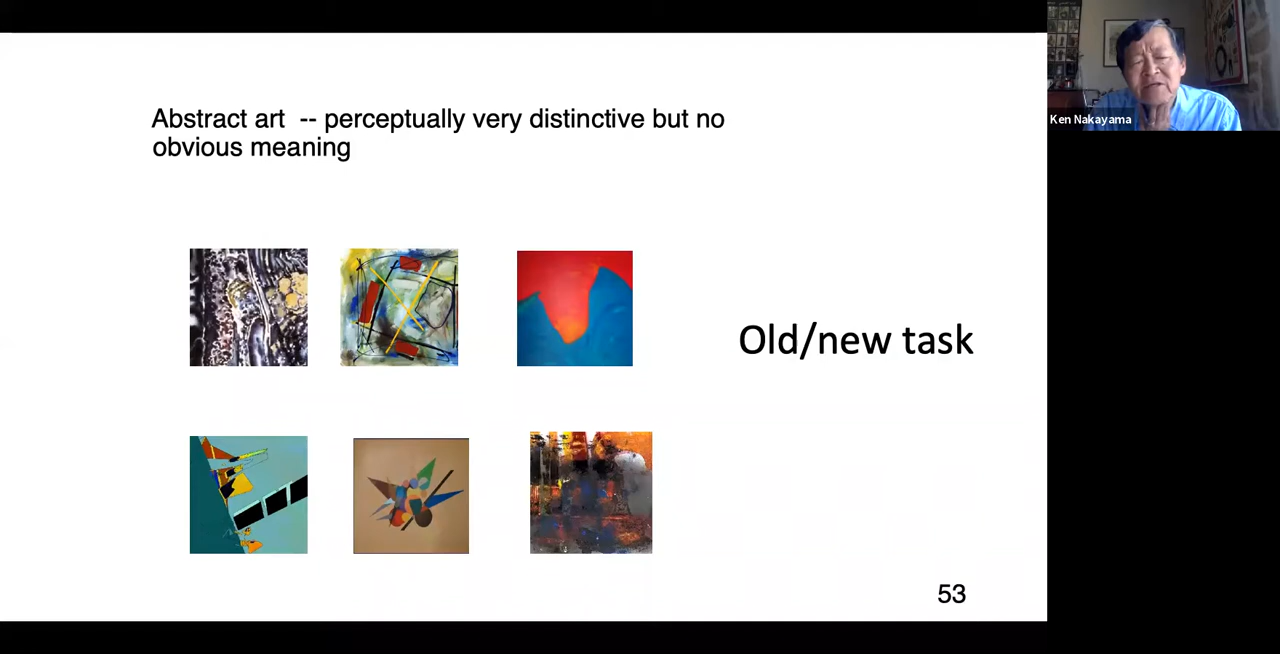 Abstract art -- perceptually very distinctive but no
obvious meaning
Ken Nakayama
Old/new task
53